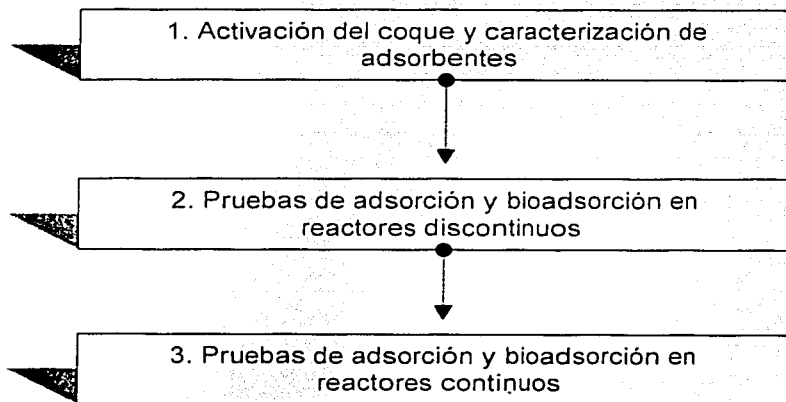 1. Activación del coque y caracterización de
adsorbentes
2. Pruebas de adsorción y bioadsorción en
reactores discontinuos
3. Pruebas de adsorción y bioadsorción en
reactores continuos